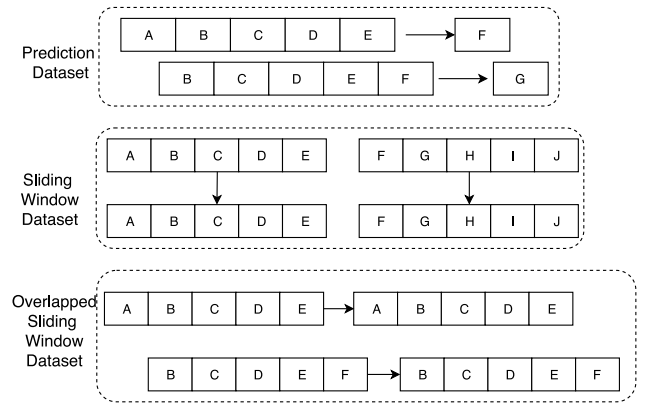 Prediction
Dataset
A B C D E F
B C D E F G
Sliding
Window
Dataset
A B C D E F G H I J
A B C D E F G H I J
Overlapped
Sliding
Window
Dataset
A B C D E A B C D E
B C D E F B C D E F